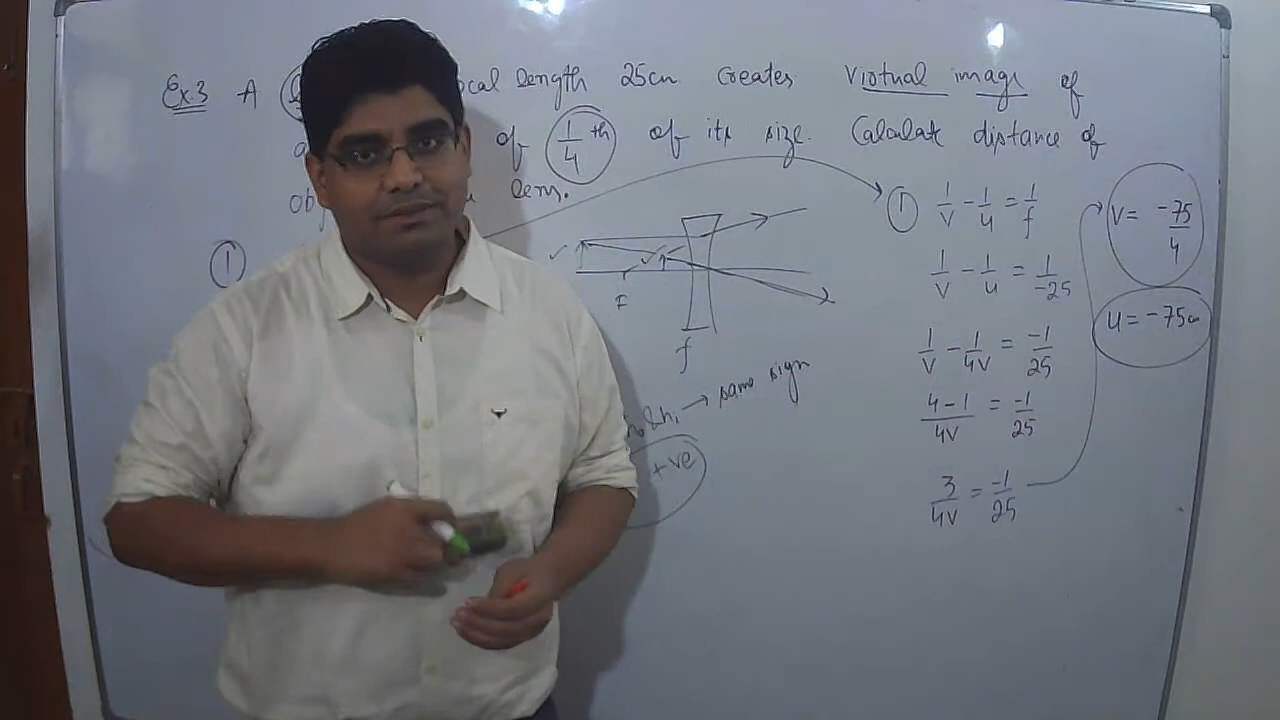 Ex.3 A ocal length 25cm Creates Virtual image of
of 1/4 th of its size. Calculate distance of
obj lens.
① ① 1/v - 1/u = 1/f
1/v - 1/u = 1/-25
1/v - 1/4v = -1/25
4-1/4v = -1/25
3/4v = -1/25
v = -75/4
u = -75cm
F
f
h₀ & hᵢ → same sign
+ve